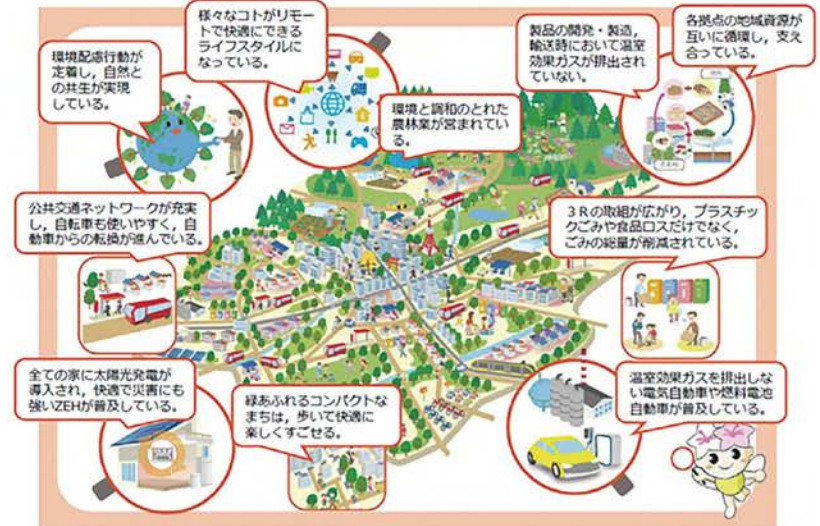 様々なコトがリモー
トで快適にできる
ライフスタイルに
なっている。
環境配慮行動が
定着し，自然と
の共生が実現
している。
環境と調和のとれた
農林業が営まれてい
る。
製品の開発・製造，
輸送時において温室
効果ガスが排出され
ていない。
各拠点の地域資源が
互いに循環し，支え
合っている。
公共交通ネットワークが充実
し，自転車も使いやすく，自
動車からの転換が進んでいる。
３Ｒの取組が広がり，プラスチッ
クごみや食品ロスだけでなく，
ごみの総量が削減されている。
全ての家に太陽光発電が
導入され，快適で災害にも
強いZEHが普及している。
緑あふれるコンパクトな
まちは，歩いて快適に
楽しくすごせる。
温室効果ガスを排出しな
い電気自動車や燃料電池
自動車が普及している。